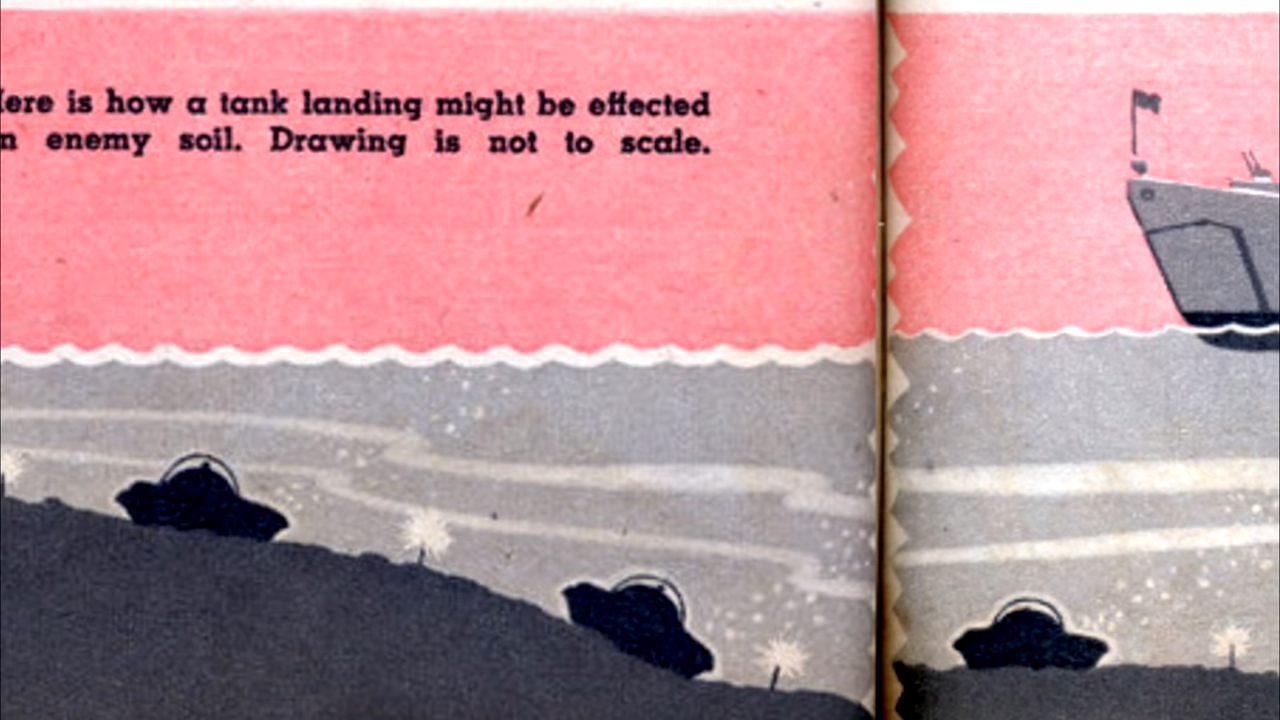 ere is how a tank landing might be effected
n enemy soil. Drawing is not to scale.